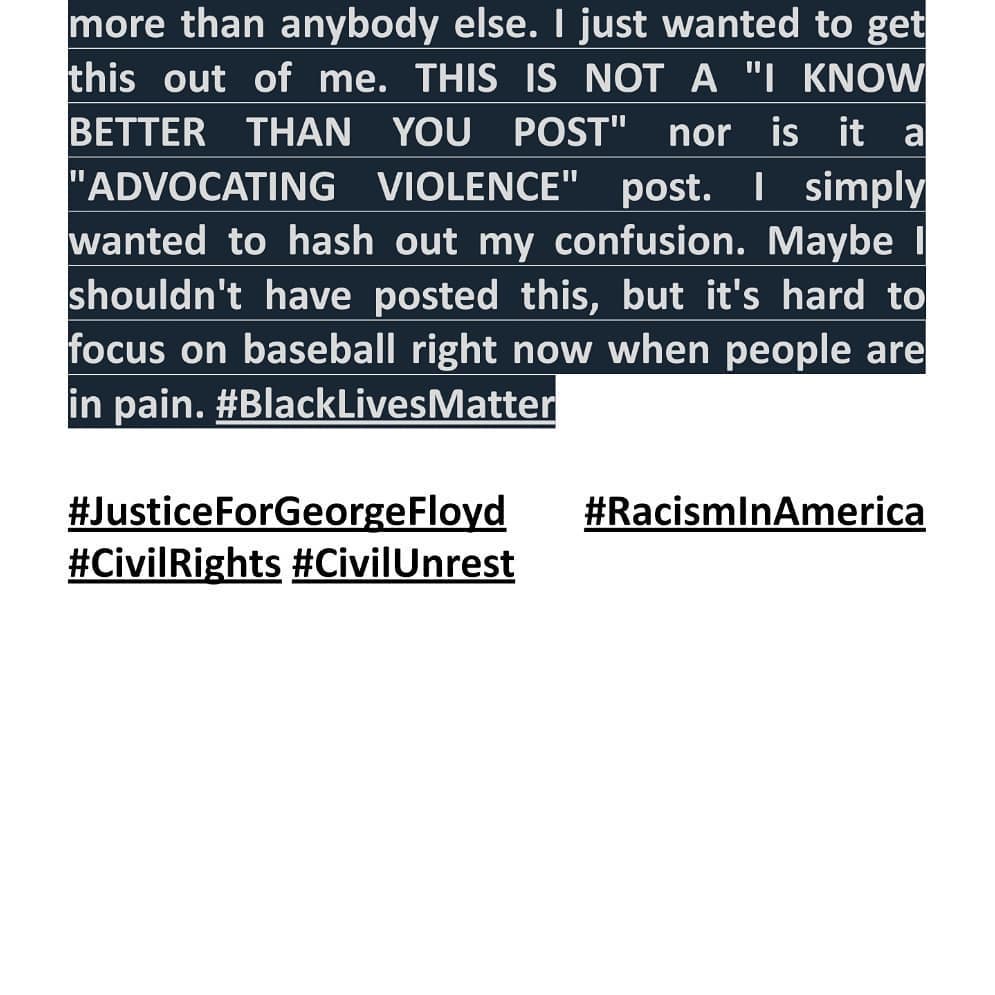 more than anybody else. I just wanted to get
this out of me. THIS IS NOT A "I KNOW
BETTER THAN YOU POST" nor is it a
"ADVOCATING VIOLENCE" post. I simply
wanted to hash out my confusion. Maybe I
shouldn't have posted this, but it's hard to
focus on baseball right now when people are
in pain. #BlackLivesMatter
#JusticeForGeorgeFloyd #RacismInAmerica
#CivilRights #CivilUnrest